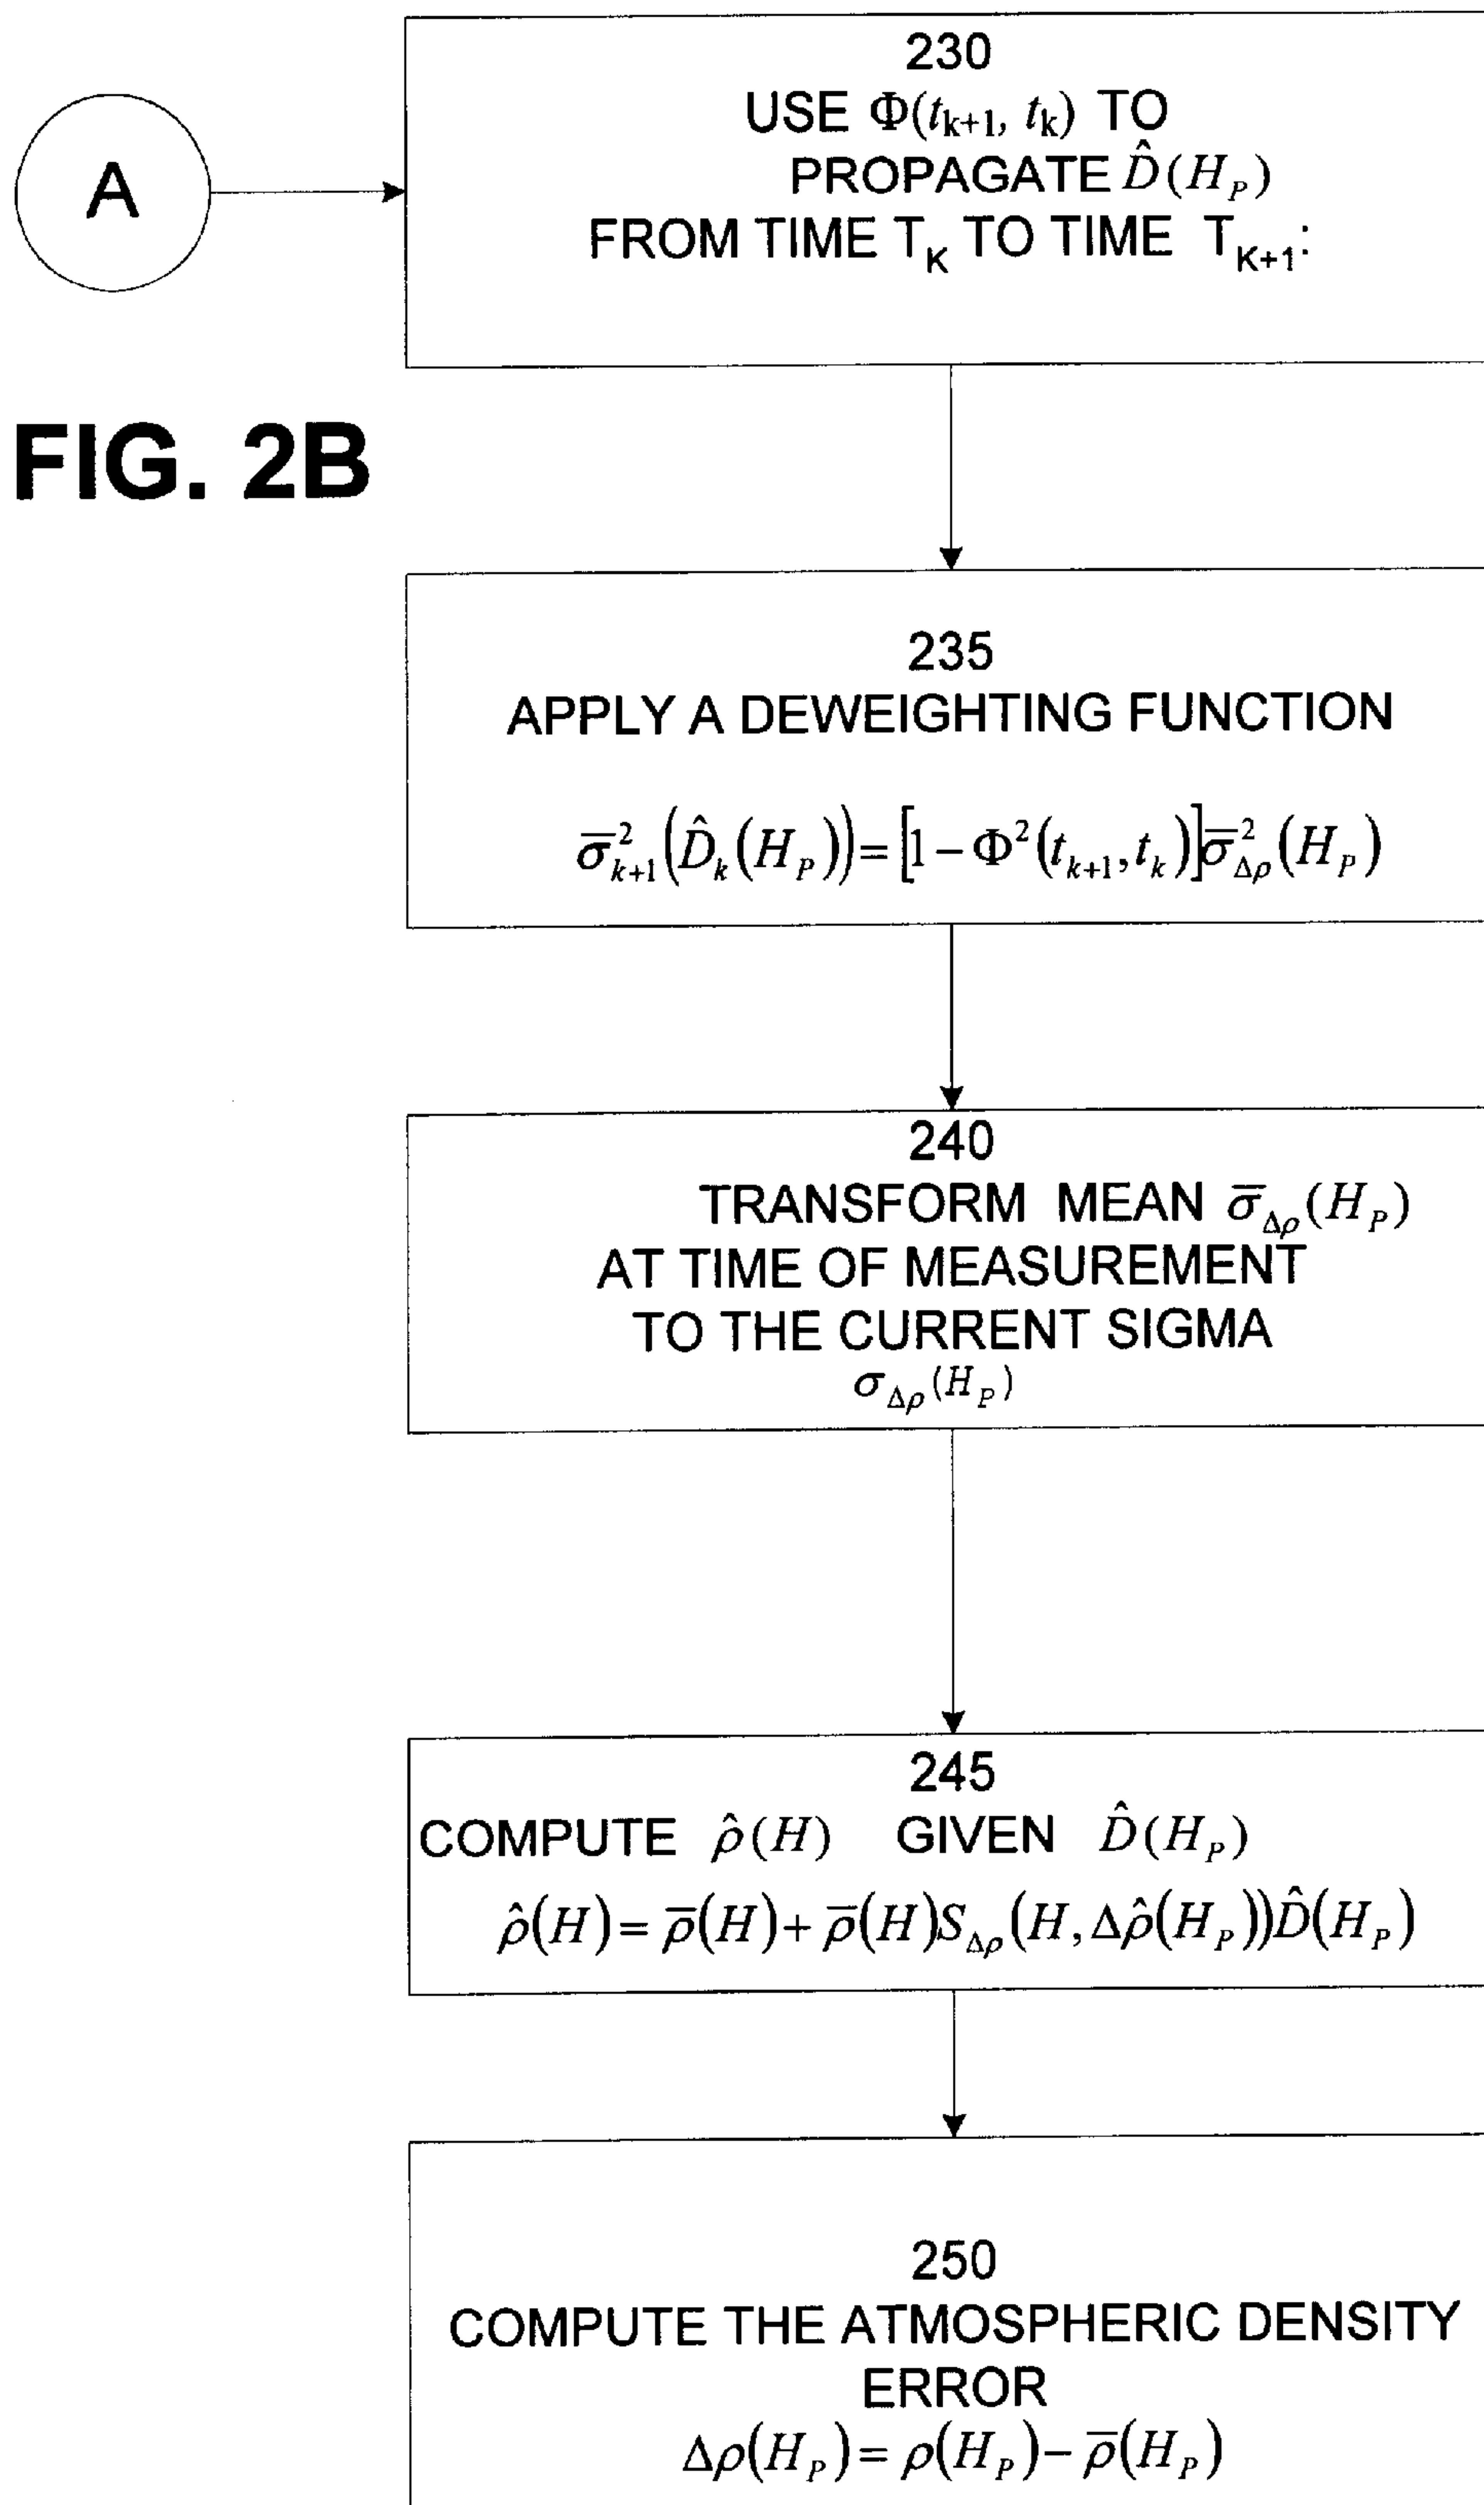 A
230
USE Φ(t_{k+1}, t_k) TO
PROPAGATE D̂(H_P)
FROM TIME T_K TO TIME T_{K+1}:
FIG. 2B
235
APPLY A DEWEIGHTING FUNCTION
σ̅²_{k+1}(D̂_k(H_P))=[1−Φ²(t_{k+1},t_k)]σ̅²_{Δρ}(H_P)
240
TRANSFORM MEAN σ̅_{Δρ}(H_P)
AT TIME OF MEASUREMENT
TO THE CURRENT SIGMA
σ_{Δρ}(H_P)
245
COMPUTE ρ̂(H) GIVEN D̂(H_P)
ρ̂(H)= ρ̅(H)+ ρ̅(H)S_{Δρ}(H,Δρ̂(H_P))D̂(H_P)
250
COMPUTE THE ATMOSPHERIC DENSITY
ERROR
Δρ(H_P)= ρ(H_P)− ρ̅(H_P)